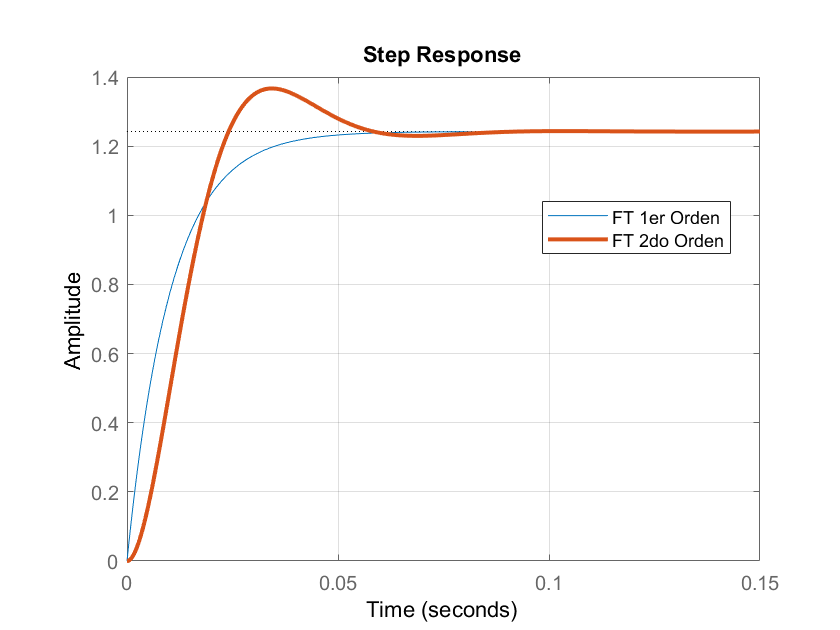 Step Response
1.4
1.2
1
0.8
0.6
0.4
0.2
0
Amplitude
FT 1er Orden
FT 2do Orden
0
0.05
0.1
0.15
Time (seconds)